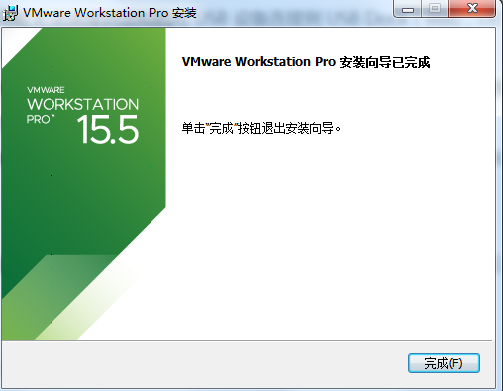 VMware Workstation Pro 安装
VMware Workstation Pro 安装向导已完成
VMWARE
WORKSTATION
PRO™
15.5
单击"完成"按钮退出安装向导。
完成(F)